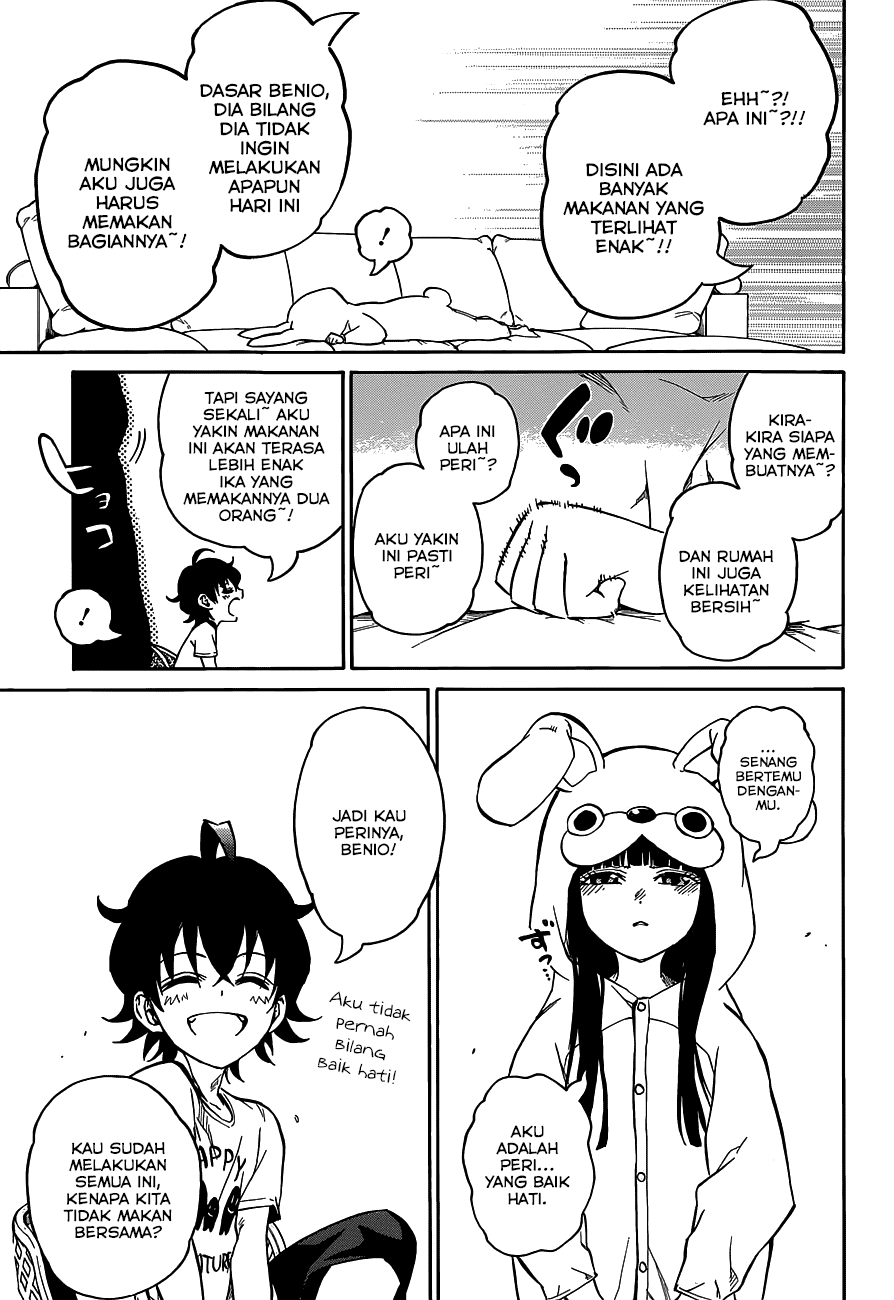 EHH~?!
APA INI~?!!
DISINI ADA
BANYAK
MAKANAN YANG
TERLIHAT
ENAK~!!
!
DASAR BENIO,
DIA BILANG
DIA TIDAK
INGIN
MELAKUKAN
APAPUN
HARI INI
MUNGKIN
AKU JUGA
HARUS
MEMAKAN
BAGIANNYA~!
KIRA-
KIRA SIAPA
YANG MEM-
BUATNYA~?
DAN RUMAH
INI JUGA
KELIHATAN
BERSIH~
ぐ"
APA INI
ULAH
PERI~?
AKU YAKIN
INI PASTI
PERI~
TAPI SAYANG
SEKALI~ AKU
YAKIN MAKANAN
INI AKAN TERASA
LEBIH ENAK
IKA YANG
MEMAKANNYA DUA
ORANG~!
ヒョコ
!
...
SENANG
BERTEMU
DENGAN-
MU.
ずっ…
AKU
ADALAH
PERI...
YANG BAIK
HATI.
JADI KAU
PERINYA,
BENIO!
Aku tidak
pernah
bilang
baik hati!
KAU SUDAH
MELAKUKAN
SEMUA INI,
KENAPA KITA
TIDAK MAKAN
BERSAMA?
APPY
UTURE